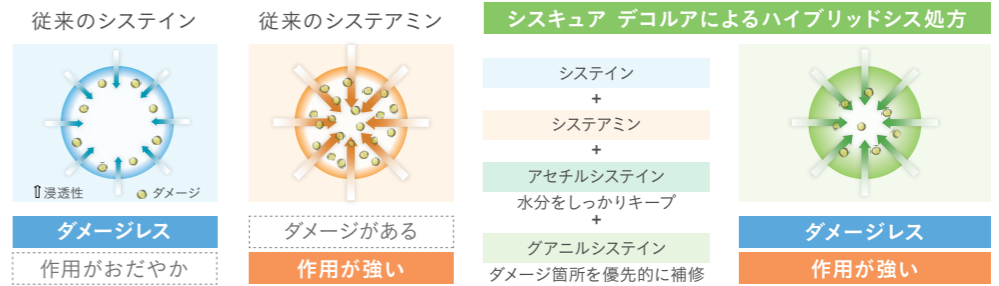 従来のシステイン
⇧浸透性
ダメージ
ダメージレス
作用がおだやか
従来のシステアミン
ダメージがある
作用が強い
シスキュア デコルアによるハイブリッドシス処方
システイン
+
システアミン
+
アセチルシステイン
水分をしっかりキープ
+
グアニルシステイン
ダメージ箇所を優先的に補修
ダメージレス
作用が強い